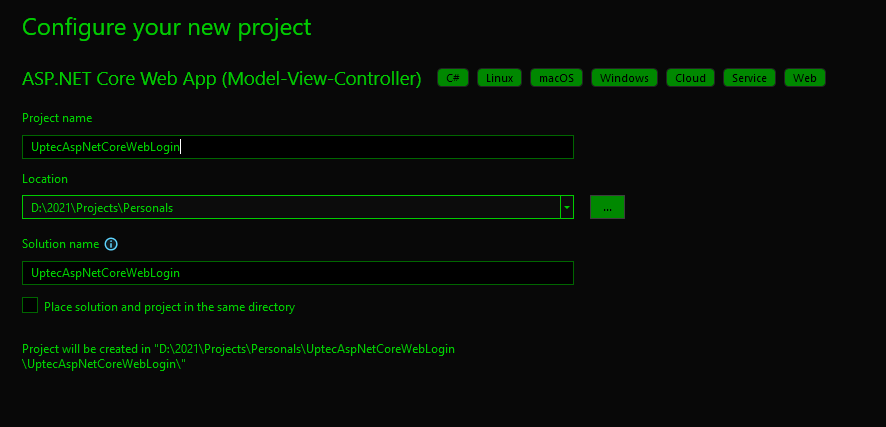 Configure your new project
ASP.NET Core Web App (Model-View-Controller) C# Linux macOS Windows Cloud Service Web
Project name
UptecAspNetCoreWebLogin
Location
D:\2021\Projects\Personals
...
Solution name
UptecAspNetCoreWebLogin
Place solution and project in the same directory
Project will be created in "D:\2021\Projects\Personals\UptecAspNetCoreWebLogin
\UptecAspNetCoreWebLogin\"